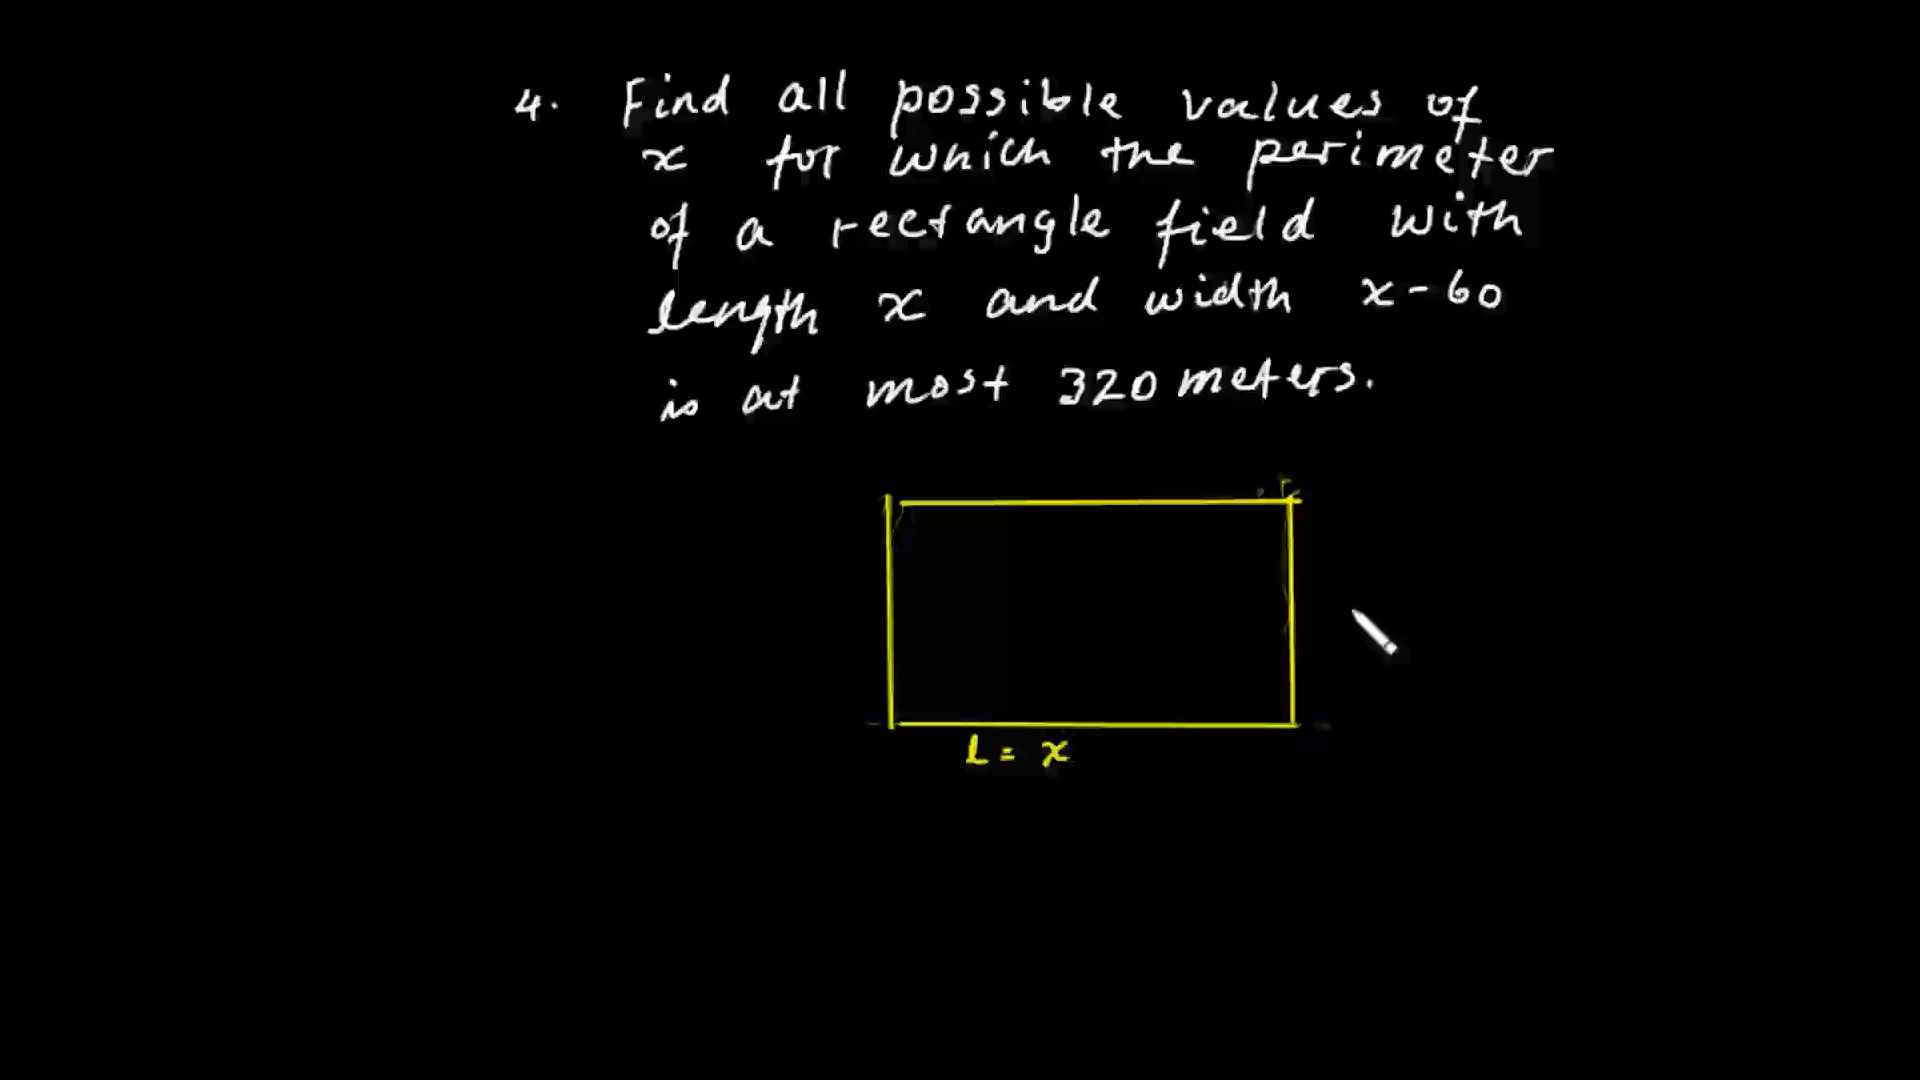 4. Find all possible values of
x for which the perimeter
of a rectangle field with
length x and width x-60
is at most 320 meters.
L = x